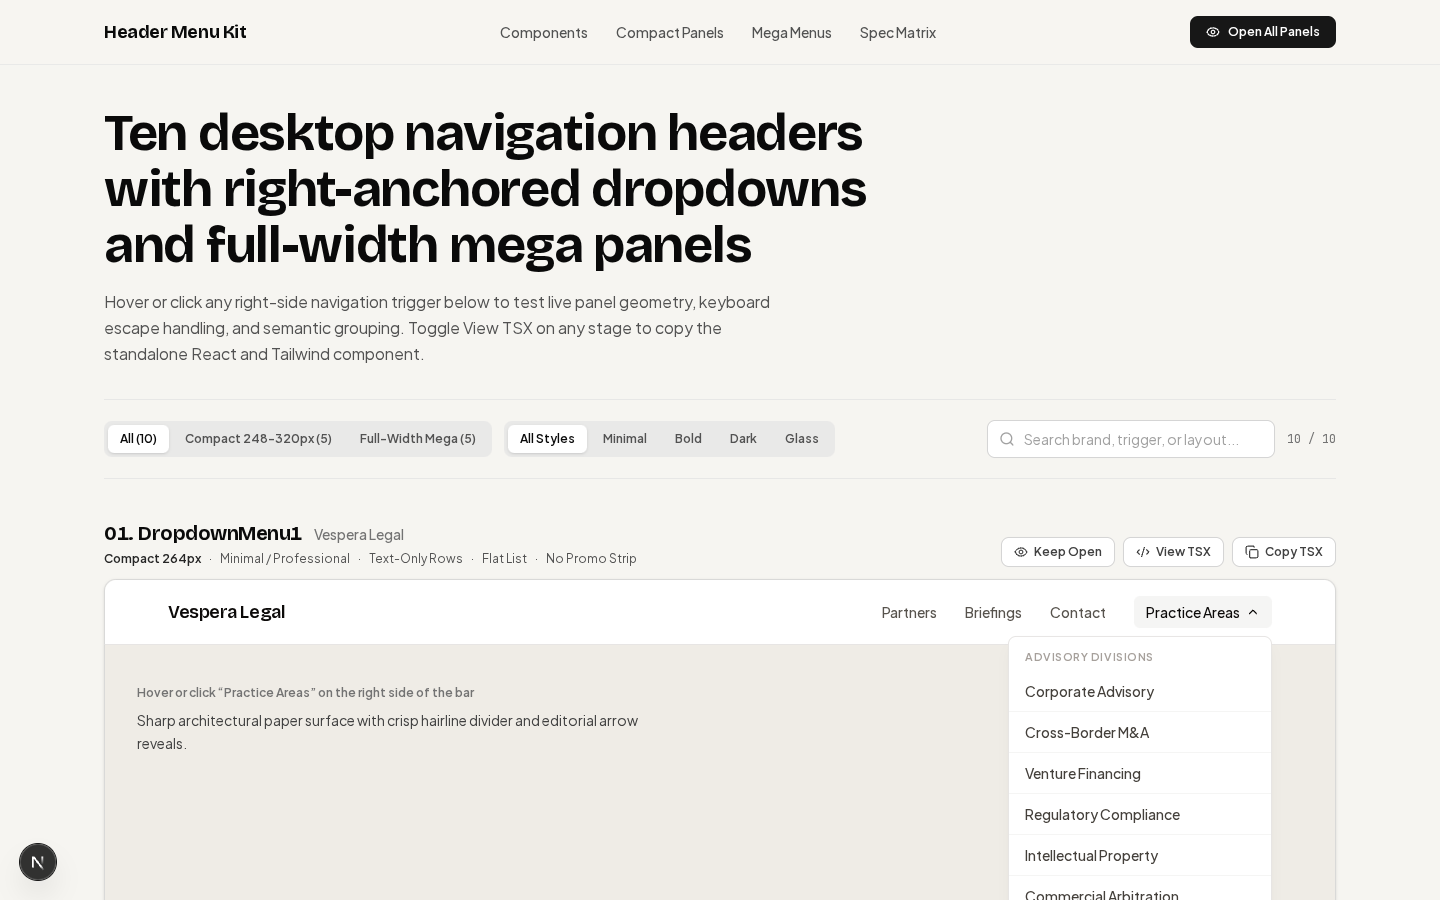 Header Menu Kit
Components
Compact Panels
Mega Menus
Spec Matrix
Open All Panels
Ten desktop navigation headers
with right-anchored dropdowns
and full-width mega panels
Hover or click any right-side navigation trigger below to test live panel geometry, keyboard
escape handling, and semantic grouping. Toggle View TSX on any stage to copy the
standalone React and Tailwind component.
All (10)
Compact 248-320px (5)
Full-Width Mega (5)
All Styles
Minimal
Bold
Dark
Glass
Search brand, trigger, or layout...
10 / 10
01. DropdownMenu1
Vespera Legal
Compact 264px · Minimal / Professional · Text-Only Rows · Flat List · No Promo Strip
Keep Open
View TSX
Copy TSX
Vespera Legal
Partners
Briefings
Contact
Practice Areas
ADVISORY DIVISIONS
Corporate Advisory
Cross-Border M&A
Venture Financing
Regulatory Compliance
Intellectual Property
Commercial Arbitration
Hover or click “Practice Areas” on the right side of the bar
Sharp architectural paper surface with crisp hairline divider and editorial arrow
reveals.
N